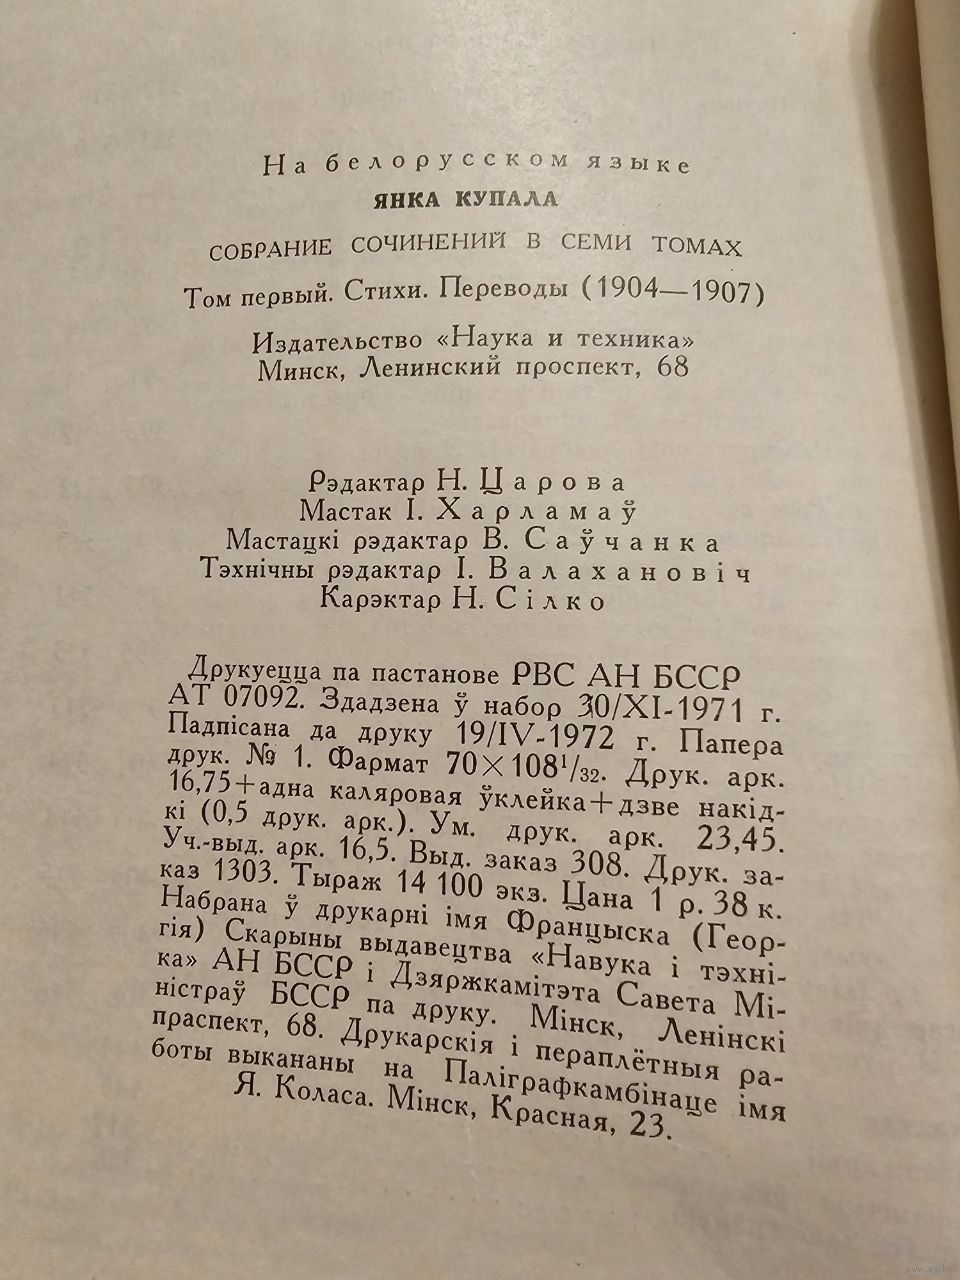 На белорусском языке
ЯНКА КУПАЛА
СОБРАНИЕ СОЧИНЕНИЙ В СЕМИ ТОМАХ
Том первый. Стихи. Переводы (1904—1907)
Издательство «Наука и техника»
Минск, Ленинский проспект, 68
Рэдактар Н. Царова
Мастак І. Харламаў
Мастацкі рэдактар В. Саўчанка
Тэхнічны рэдактар І. Валахановіч
Карэктар Н. Сілко
Друкуецца па пастанове РВС АН БССР
АТ 07092. Здадзена ў набор 30/XI-1971 г.
Падпісана да друку 19/IV-1972 г. Папера
друк. № 1. Фармат 70×108¹/₃₂. Друк. арк.
16,75+адна каляровая ўклейка+дзве накід-
кі (0,5 друк. арк.). Ум. друк. арк. 23,45.
Уч.-выд. арк. 16,5. Выд. заказ 308. Друк. за-
каз 1303. Тыраж 14 100 экз. Цана 1 р. 38 к.
Набрана ў друкарні імя Францыска (Геор-
гія) Скарыны выдавецтва «Навука і тэхні-
ка» АН БССР і Дзяржкамітэта Савета Мі-
ністраў БССР па друку. Мінск, Ленінскі
праспект, 68. Друкарскія і пераплётныя ра-
боты выкананы на Паліграфкамбінаце імя
Я. Коласа. Мінск, Красная, 23.
www.ay.by